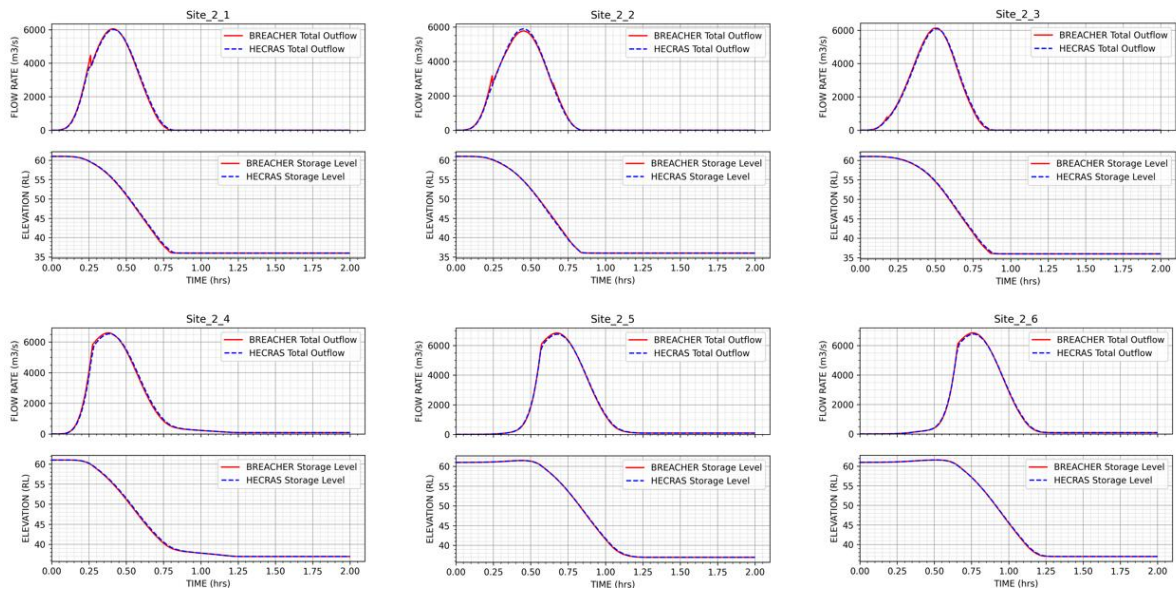 Site_2_1
FLOW RATE (m3/s)
6000
4000
2000
0
BREACHER Total Outflow
HECRAS Total Outflow
ELEVATION (RL)
60
55
50
45
40
35
BREACHER Storage Level
HECRAS Storage Level
0.00 0.25 0.50 0.75 1.00 1.25 1.50 1.75 2.00
TIME (hrs)
Site_2_2
FLOW RATE (m3/s)
6000
4000
2000
0
BREACHER Total Outflow
HECRAS Total Outflow
ELEVATION (RL)
60
55
50
45
40
35
BREACHER Storage Level
HECRAS Storage Level
0.00 0.25 0.50 0.75 1.00 1.25 1.50 1.75 2.00
TIME (hrs)
Site_2_3
FLOW RATE (m3/s)
6000
4000
2000
0
BREACHER Total Outflow
HECRAS Total Outflow
ELEVATION (RL)
60
55
50
45
40
35
BREACHER Storage Level
HECRAS Storage Level
0.00 0.25 0.50 0.75 1.00 1.25 1.50 1.75 2.00
TIME (hrs)
Site_2_4
FLOW RATE (m3/s)
6000
4000
2000
0
BREACHER Total Outflow
HECRAS Total Outflow
ELEVATION (RL)
60
55
50
45
40
BREACHER Storage Level
HECRAS Storage Level
0.00 0.25 0.50 0.75 1.00 1.25 1.50 1.75 2.00
TIME (hrs)
Site_2_5
FLOW RATE (m3/s)
6000
4000
2000
0
BREACHER Total Outflow
HECRAS Total Outflow
ELEVATION (RL)
60
50
40
BREACHER Storage Level
HECRAS Storage Level
0.00 0.25 0.50 0.75 1.00 1.25 1.50 1.75 2.00
TIME (hrs)
Site_2_6
FLOW RATE (m3/s)
6000
4000
2000
0
BREACHER Total Outflow
HECRAS Total Outflow
ELEVATION (RL)
60
50
40
BREACHER Storage Level
HECRAS Storage Level
0.00 0.25 0.50 0.75 1.00 1.25 1.50 1.75 2.00
TIME (hrs)